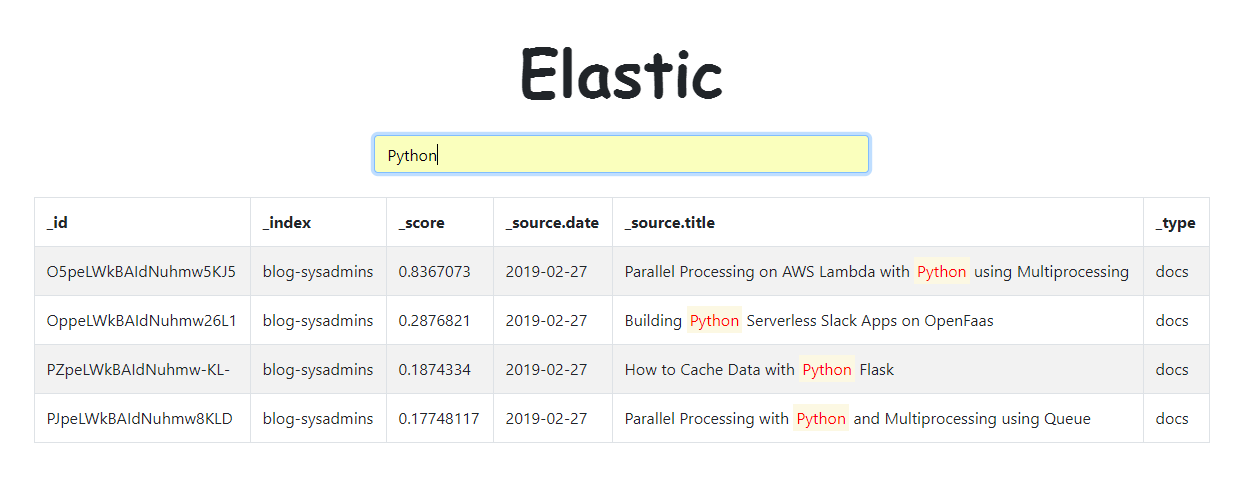 Elastic
Python
_id _index _score _source.date _source.title _type
O5peLWkBAIdNuhmw5KJ5 blog-sysadmins 0.8367073 2019-02-27 Parallel Processing on AWS Lambda with Python using Multiprocessing docs
OppeLWkBAIdNuhmw26L1 blog-sysadmins 0.2876821 2019-02-27 Building Python Serverless Slack Apps on OpenFaas docs
PZpeLWkBAIdNuhmw-KL- blog-sysadmins 0.1874334 2019-02-27 How to Cache Data with Python Flask docs
PJpeLWkBAIdNuhmw8KLD blog-sysadmins 0.17748117 2019-02-27 Parallel Processing with Python and Multiprocessing using Queue docs